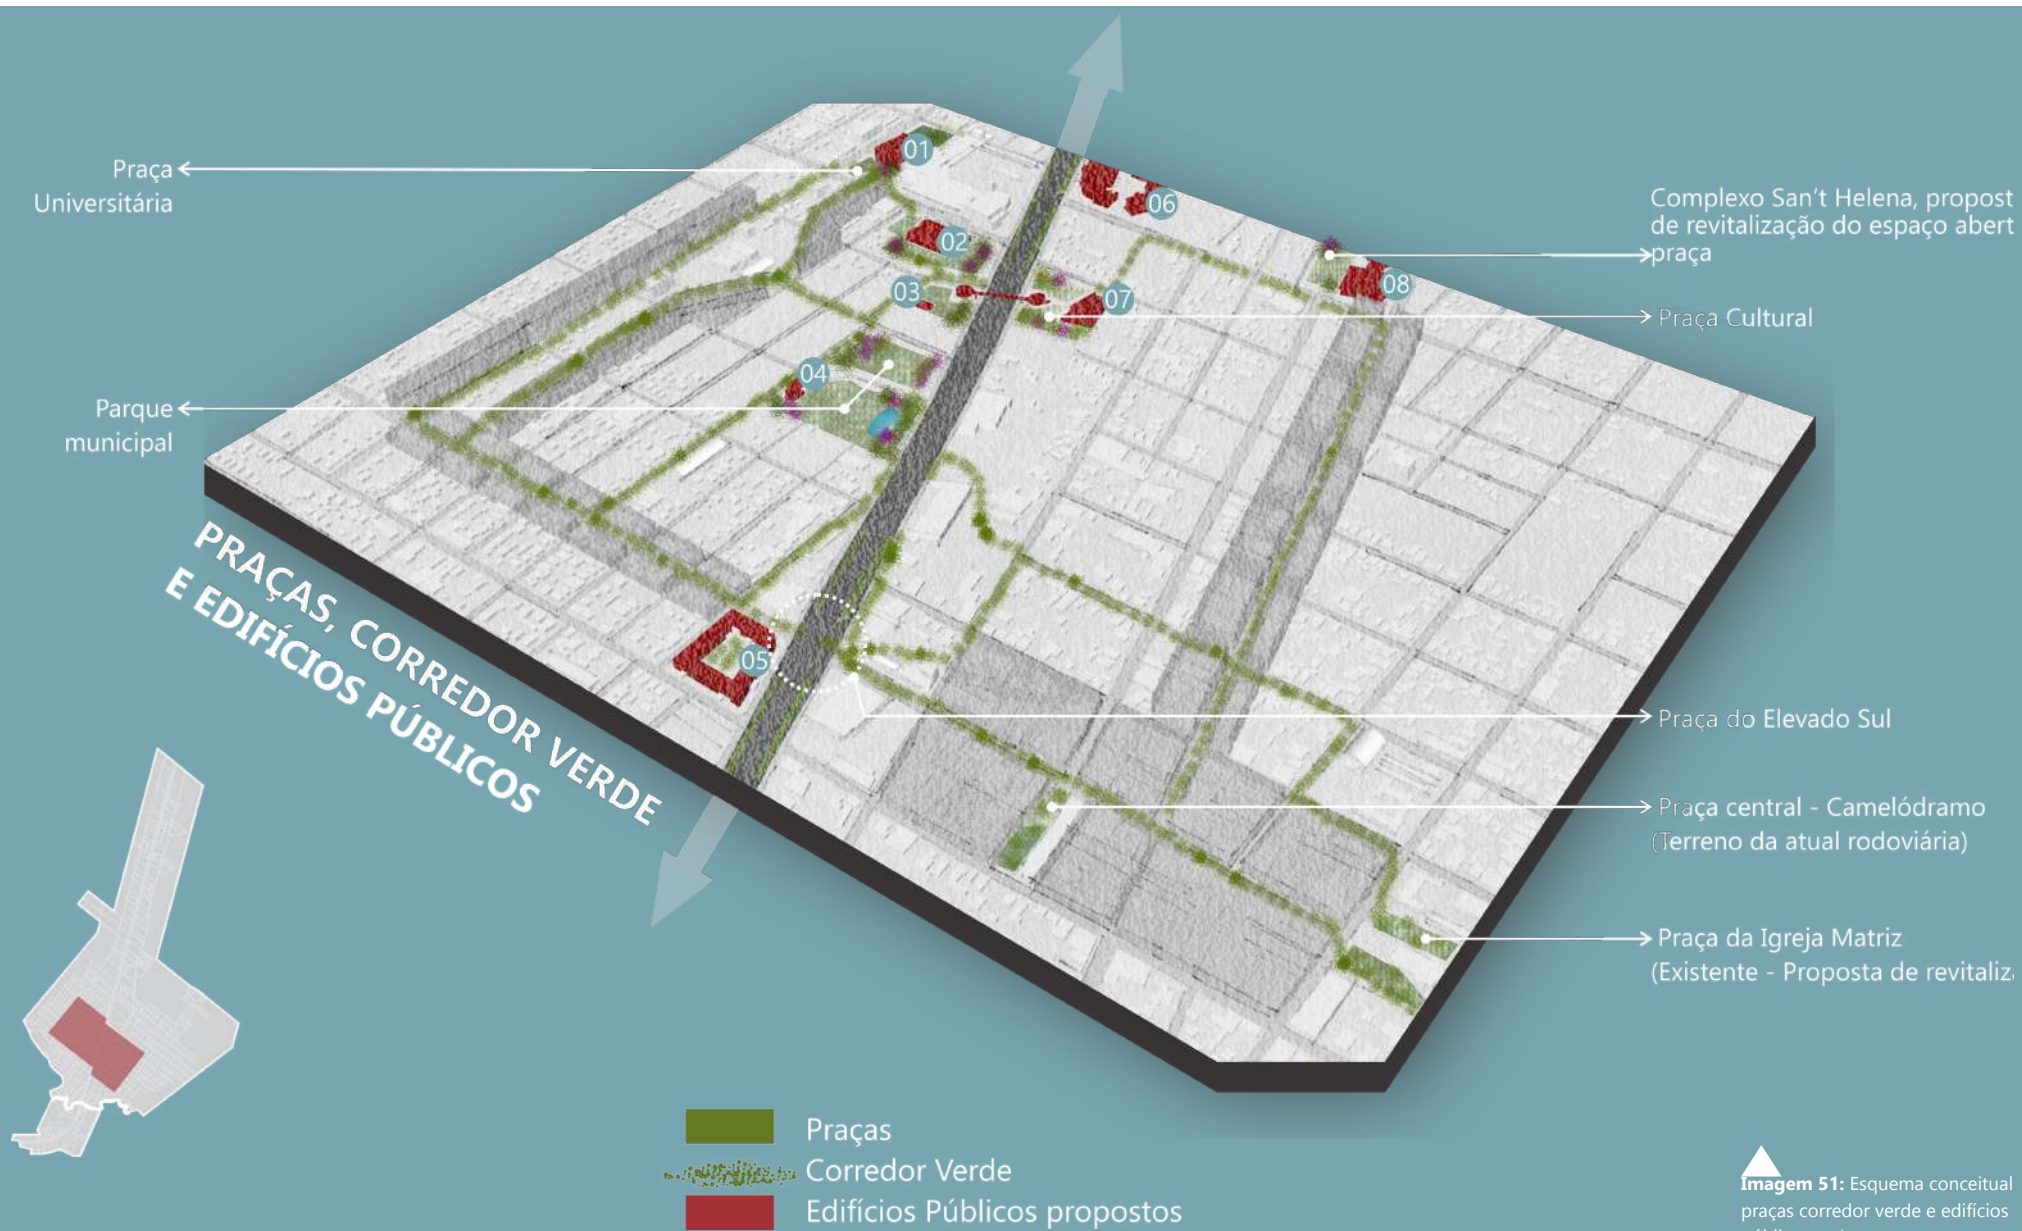 Praça
Universitária
Parque
municipal
01
02
03
04
05
06
07
08
Complexo San't Helena, propost
de revitalização do espaço abert
praça
Praça Cultural
Praça do Elevado Sul
Praça central - Camelódramo
(Terreno da atual rodoviária)
Praça da Igreja Matriz
(Existente - Proposta de revitaliz
PRAÇAS, CORREDOR VERDE
E EDIFÍCIOS PÚBLICOS
Praças
Corredor Verde
Edifícios Públicos propostos
Imagem 51: Esquema conceitual
praças corredor verde e edifícios